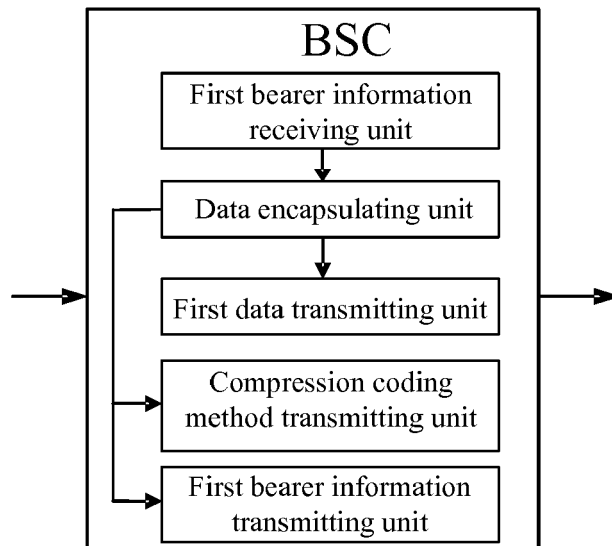 BSC
First bearer information
receiving unit
Data encapsulating unit
First data transmitting unit
Compression coding
method transmitting unit
First bearer information
transmitting unit